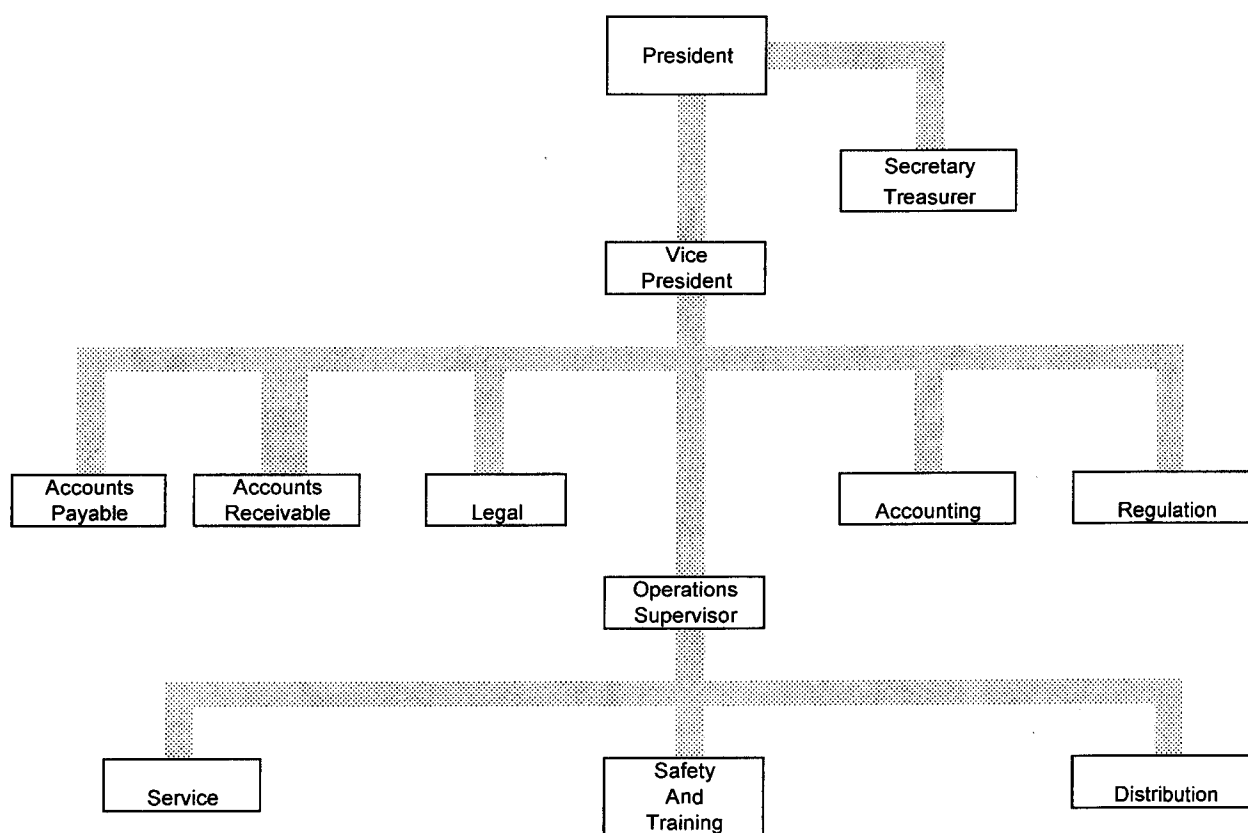 President
Secretary
Treasurer
Vice
President
Accounts
Payable
Accounts
Receivable
Legal
Accounting
Regulation
Operations
Supervisor
Service
Safety
And
Training
Distribution